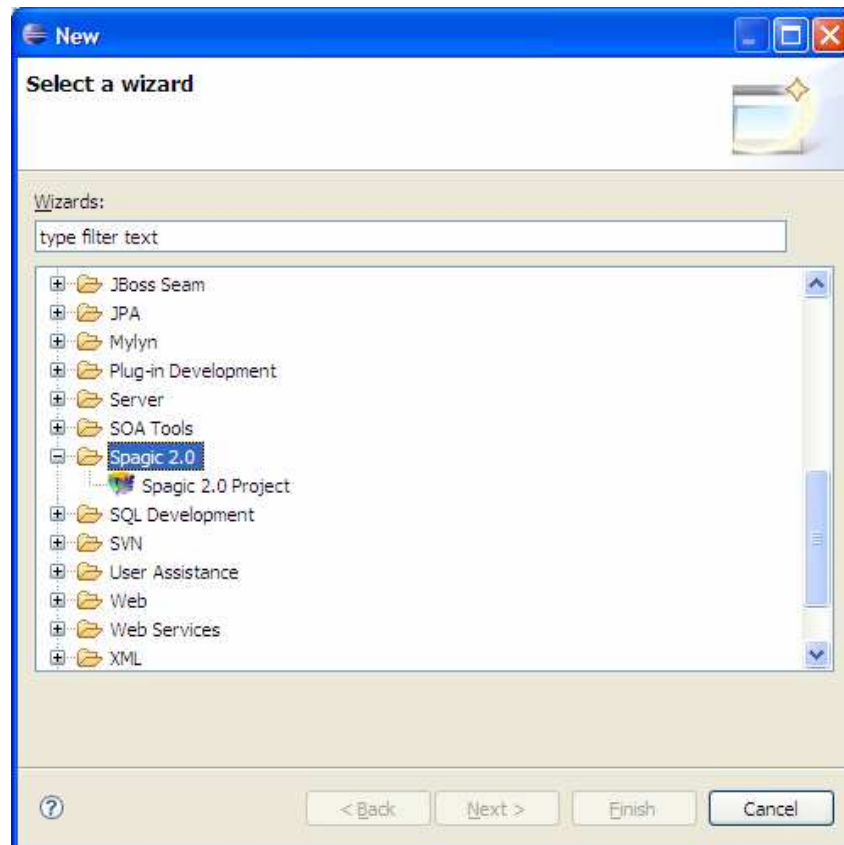 New
Select a wizard
Wizards:
type filter text
JBoss Seam
JPA
Mylyn
Plug-in Development
Server
SOA Tools
Spagic 2.0
Spagic 2.0 Project
SQL Development
SVN
User Assistance
Web
Web Services
XML
< Back Next > Finish Cancel